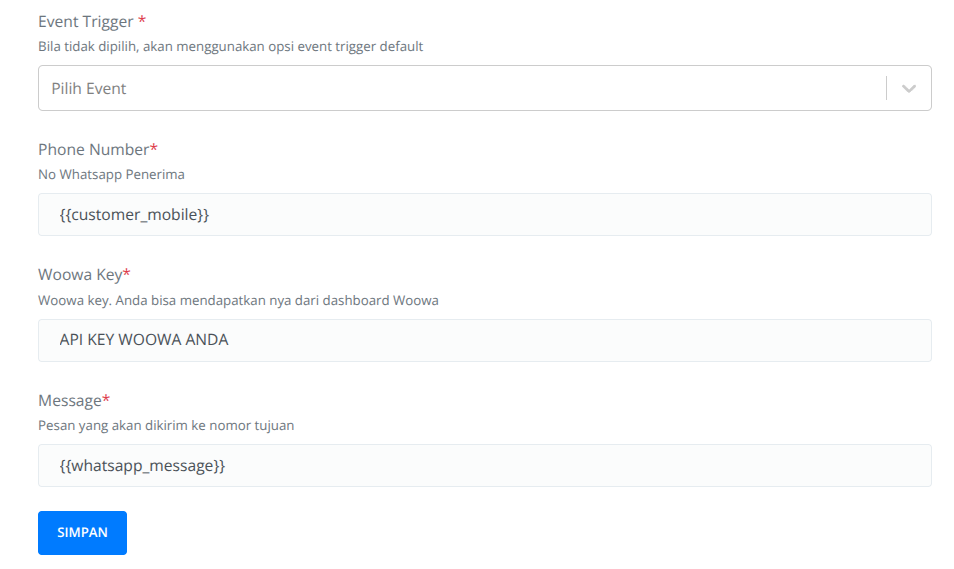 Event Trigger *
Bila tidak dipilih, akan menggunakan opsi event trigger default
Pilih Event
Phone Number*
No Whatsapp Penerima
{{customer_mobile}}
Woowa Key*
Woowa key. Anda bisa mendapatkan nya dari dashboard Woowa
API KEY WOOWA ANDA
Message*
Pesan yang akan dikirim ke nomor tujuan
{{whatsapp_message}}
SIMPAN